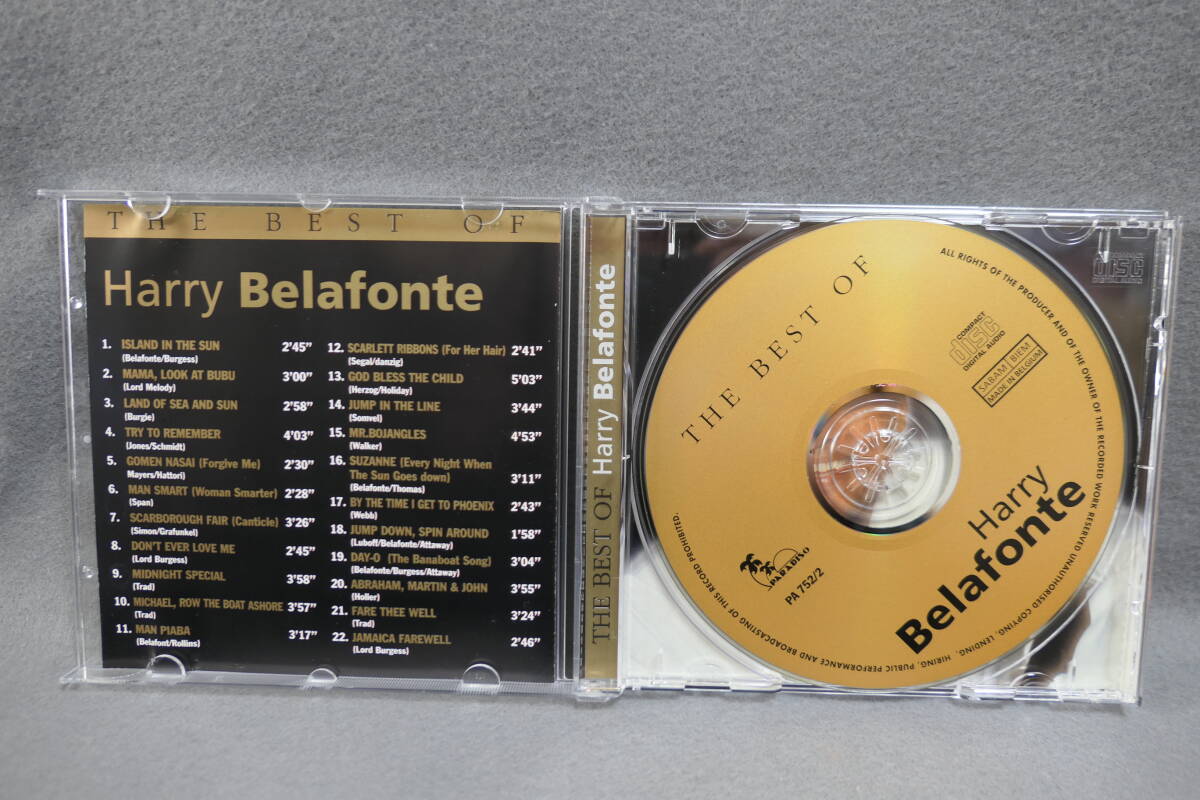 THE BEST OF
Harry Belafonte
1. ISLAND IN THE SUN 2'45"
(Belafonte/Burgess)
2. MAMA, LOOK AT BUBU 3'00"
(Lord Melody)
3. LAND OF SEA AND SUN 2'58"
(Burgie)
4. TRY TO REMEMBER 4'03"
(Jones/Schmidt)
5. GOMEN NASAI (Forgive Me) 2'30"
Mayers/Hattori)
6. MAN SMART (Woman Smarter) 2'28"
(Span)
7. SCARBOROUGH FAIR (Canticle) 3'26"
(Simon/Grafunkel)
8. DON'T EVER LOVE ME 2'45"
(Lord Burgess)
9. MIDNIGHT SPECIAL 3'58"
(Trad)
10. MICHAEL, ROW THE BOAT ASHORE 3'57"
(Trad)
11. MAN PIABA 3'17"
(Belafont/Rollins)
12. SCARLETT RIBBONS (For Her Hair) 2'41"
(Segal/danzig)
13. GOD BLESS THE CHILD 5'03"
(Herzog/Holiday)
14. JUMP IN THE LINE 3'44"
(Somvel)
15. MR.BOJANGLES 4'53"
(Walker)
16. SUZANNE (Every Night When
The Sun Goes down) 3'11"
(Belafonte/Thomas)
17. BY THE TIME I GET TO PHOENIX 2'43"
(Webb)
18. JUMP DOWN, SPIN AROUND 1'58"
(Luboff/Belafonte/Attaway)
19. DAY-O (The Banaboat Song) 3'04"
(Belafonte/Burgess/Attaway)
20. ABRAHAM, MARTIN & JOHN 3'55"
(Holler)
21. FARE THEE WELL 3'24"
(Trad)
22. JAMAICA FAREWELL 2'46"
(Lord Burgess)
THE BEST OF Harry Belafonte
THE BEST OF
ALL RIGHTS OF THE PRODUCER AND OF THE OWNER OF THE RECORDED WORK RESERVED UNAUTHORISED COPYING, LENDING, HIRING, PUBLIC PERFORMANCE AND BROADCASTING OF THIS RECORD PROHIBITED.
COMPACT
disc
DIGITAL AUDIO
SABAM BIEM
MADE IN BELGIUM
PARADISO
PA 752/2
Harry
Belafonte
disc
DIGITAL AUDIO